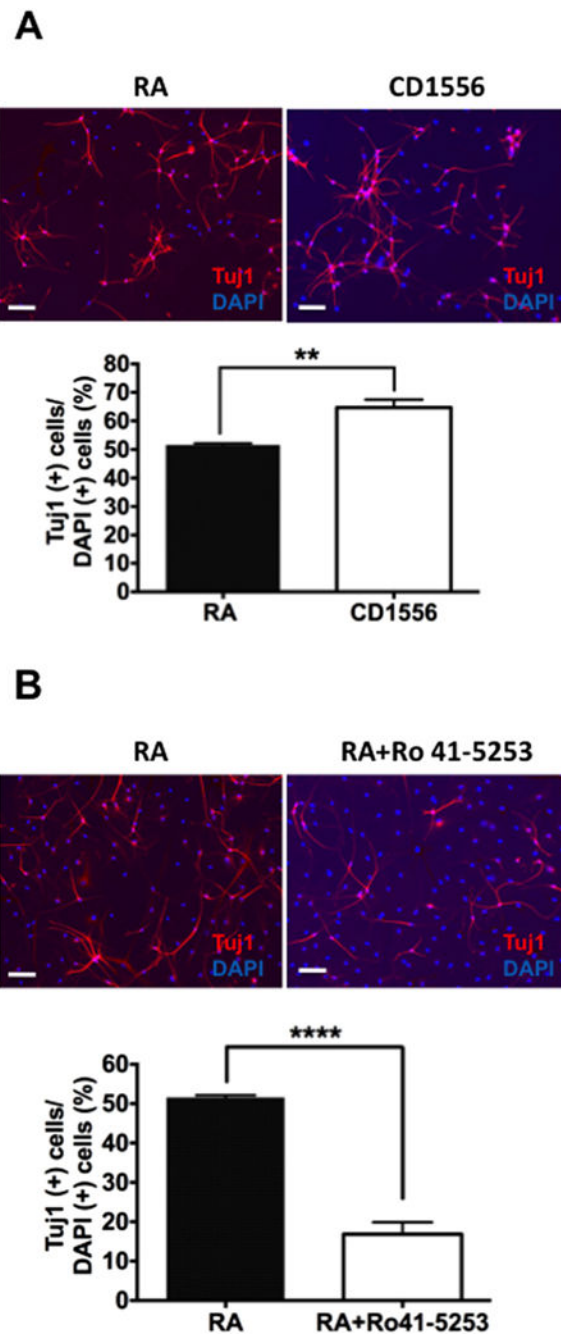 A
RA CD1556
Tuj1 Tuj1
DAPI DAPI
**
80
70
60
50
40
30
20
10
0
Tuj1 (+) cells/
DAPI (+) cells (%)
RA CD1556
B
RA RA+Ro 41-5253
Tuj1 Tuj1
DAPI DAPI
****
60
50
40
30
20
10
0
Tuj1 (+) cells/
DAPI (+) cells (%)
RA RA+Ro41-5253